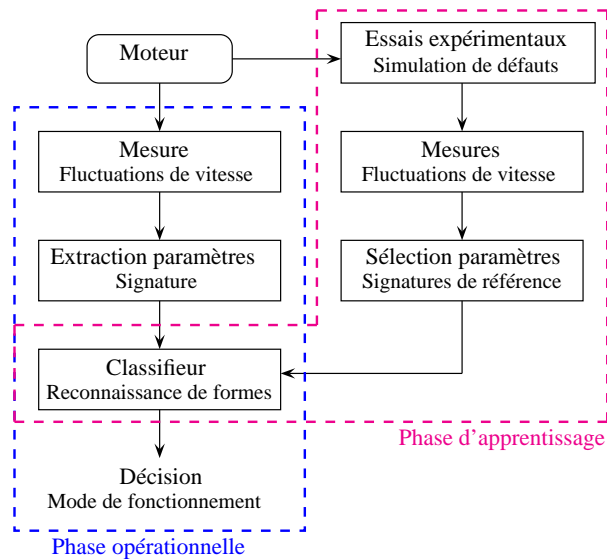 Moteur
Essais expérimentaux
Simulation de défauts
Mesure
Fluctuations de vitesse
Mesures
Fluctuations de vitesse
Extraction paramètres
Signature
Sélection paramètres
Signatures de référence
Classifieur
Reconnaissance de formes
Phase d'apprentissage
Décision
Mode de fonctionnement
Phase opérationnelle